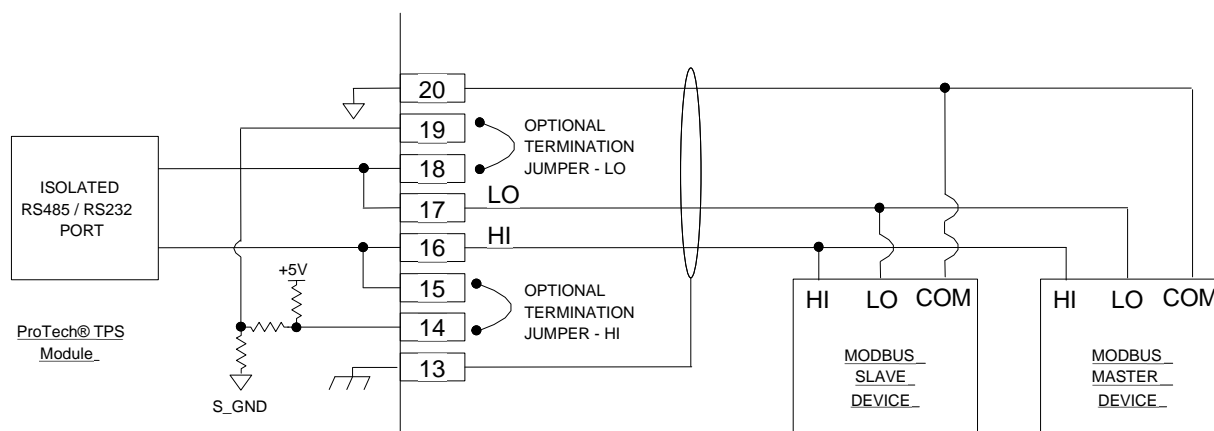 20
19
18
17
16
15
14
13
OPTIONAL
TERMINATION
JUMPER - LO
LO
HI
OPTIONAL
TERMINATION
JUMPER - HI
ISOLATED
RS485 / RS232
PORT
+5V
ProTech® TPS
Module_
S_GND
HI LO COM
MODBUS_
SLAVE_
DEVICE_
HI LO COM
MODBUS_
MASTER_
DEVICE_